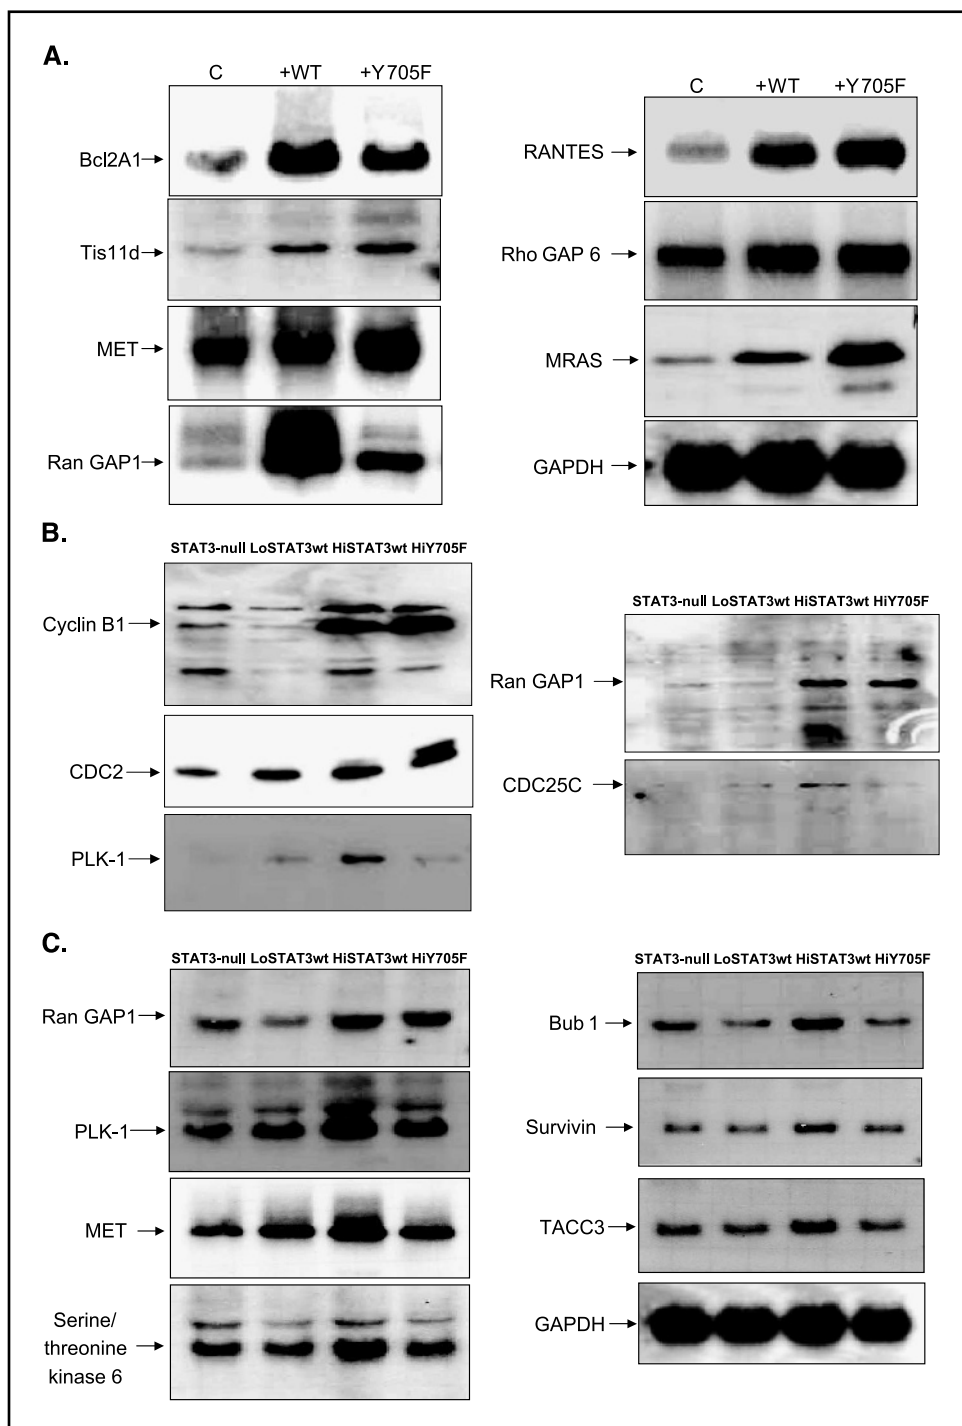 A.
C +WT +Y705F
Bcl2A1
Tis11d
MET
Ran GAP1
C +WT +Y705F
RANTES
Rho GAP 6
MRAS
GAPDH
B.
STAT3-null LoSTAT3wt HiSTAT3wt HiY705F
Cyclin B1
CDC2
PLK-1
STAT3-null LoSTAT3wt HiSTAT3wt HiY705F
Ran GAP1
CDC25C
C.
STAT3-null LoSTAT3wt HiSTAT3wt HiY705F
Ran GAP1
PLK-1
MET
Serine/
threonine
kinase 6
STAT3-null LoSTAT3wt HiSTAT3wt HiY705F
Bub 1
Survivin
TACC3
GAPDH